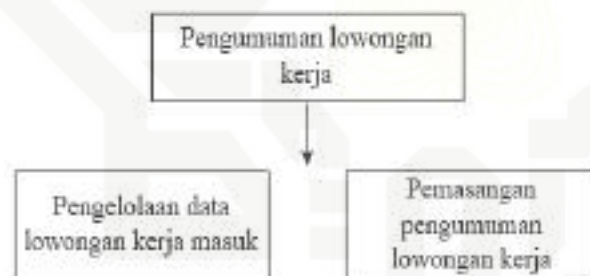 Pengumuman lowongan
kerja
Pengelolaan data
lowongan kerja masuk
Pemasangan
pengumuman
lowongan kerja